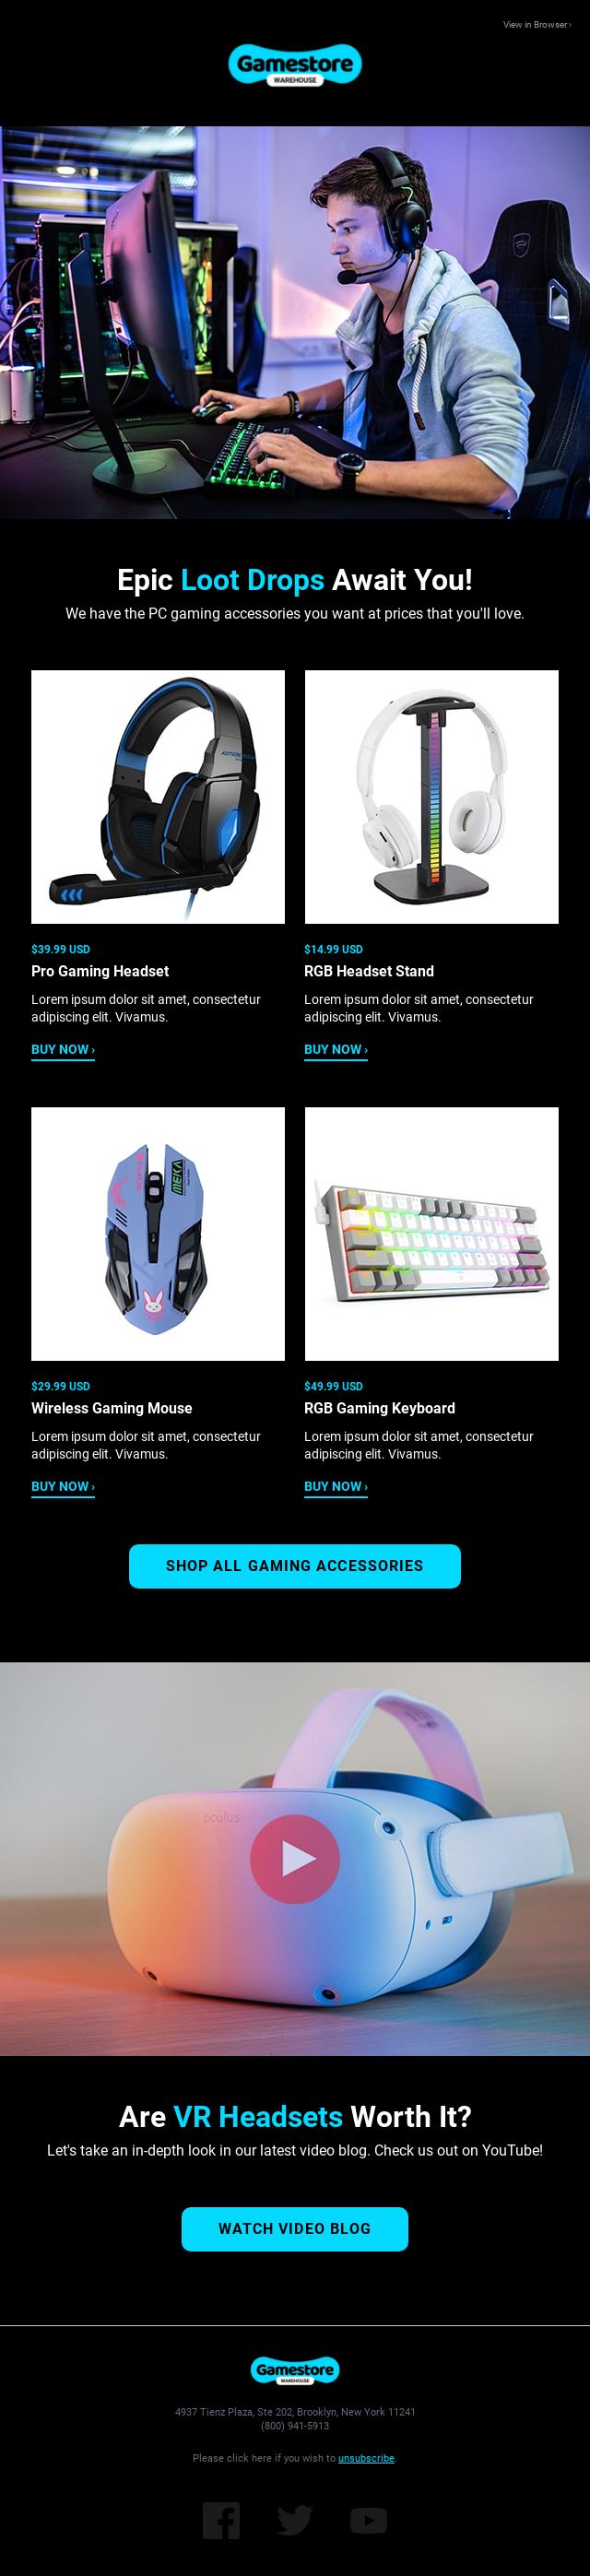 View in Browser ›
Gamestore
WAREHOUSE
Epic Loot Drops Await You!
We have the PC gaming accessories you want at prices that you'll love.
$39.99 USD
Pro Gaming Headset
Lorem ipsum dolor sit amet, consectetur
adipiscing elit. Vivamus.
BUY NOW ›
$14.99 USD
RGB Headset Stand
Lorem ipsum dolor sit amet, consectetur
adipiscing elit. Vivamus.
BUY NOW ›
MEKA
$29.99 USD
Wireless Gaming Mouse
Lorem ipsum dolor sit amet, consectetur
adipiscing elit. Vivamus.
BUY NOW ›
$49.99 USD
RGB Gaming Keyboard
Lorem ipsum dolor sit amet, consectetur
adipiscing elit. Vivamus.
BUY NOW ›
SHOP ALL GAMING ACCESSORIES
oculus
Are VR Headsets Worth It?
Let's take an in-depth look in our latest video blog. Check us out on YouTube!
WATCH VIDEO BLOG
Gamestore
WAREHOUSE
4937 Tienz Plaza, Ste 202, Brooklyn, New York 11241
(800) 941-5913
Please click here if you wish to unsubscribe